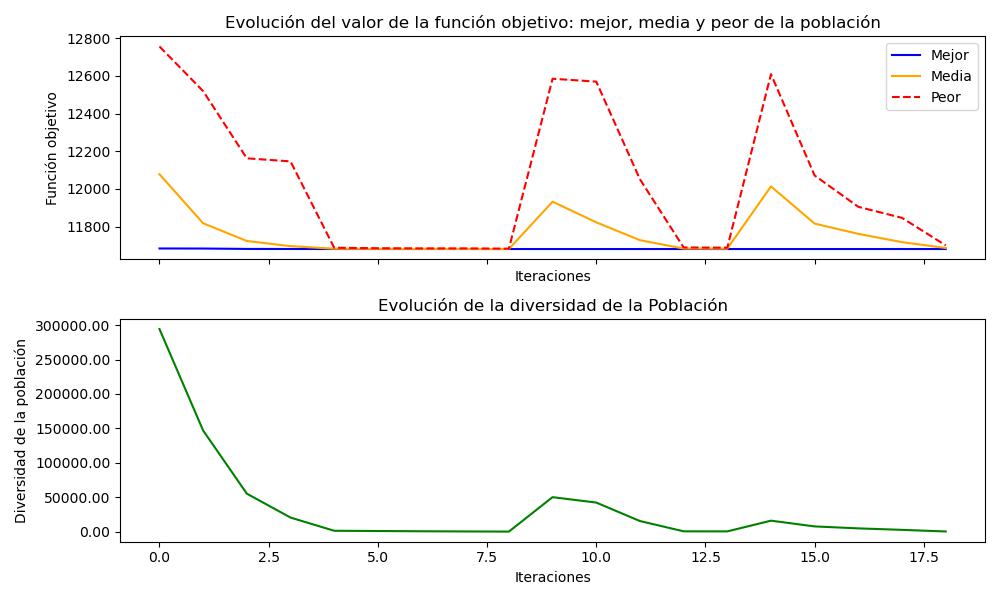 Evolución del valor de la función objetivo: mejor, media y peor de la población
12800
12600
12400
12200
12000
11800
Función objetivo
Mejor
Media
Peor
Iteraciones
Evolución de la diversidad de la Población
300000.00
250000.00
200000.00
150000.00
100000.00
50000.00
0.00
Diversidad de la población
0.0 2.5 5.0 7.5 10.0 12.5 15.0 17.5
Iteraciones